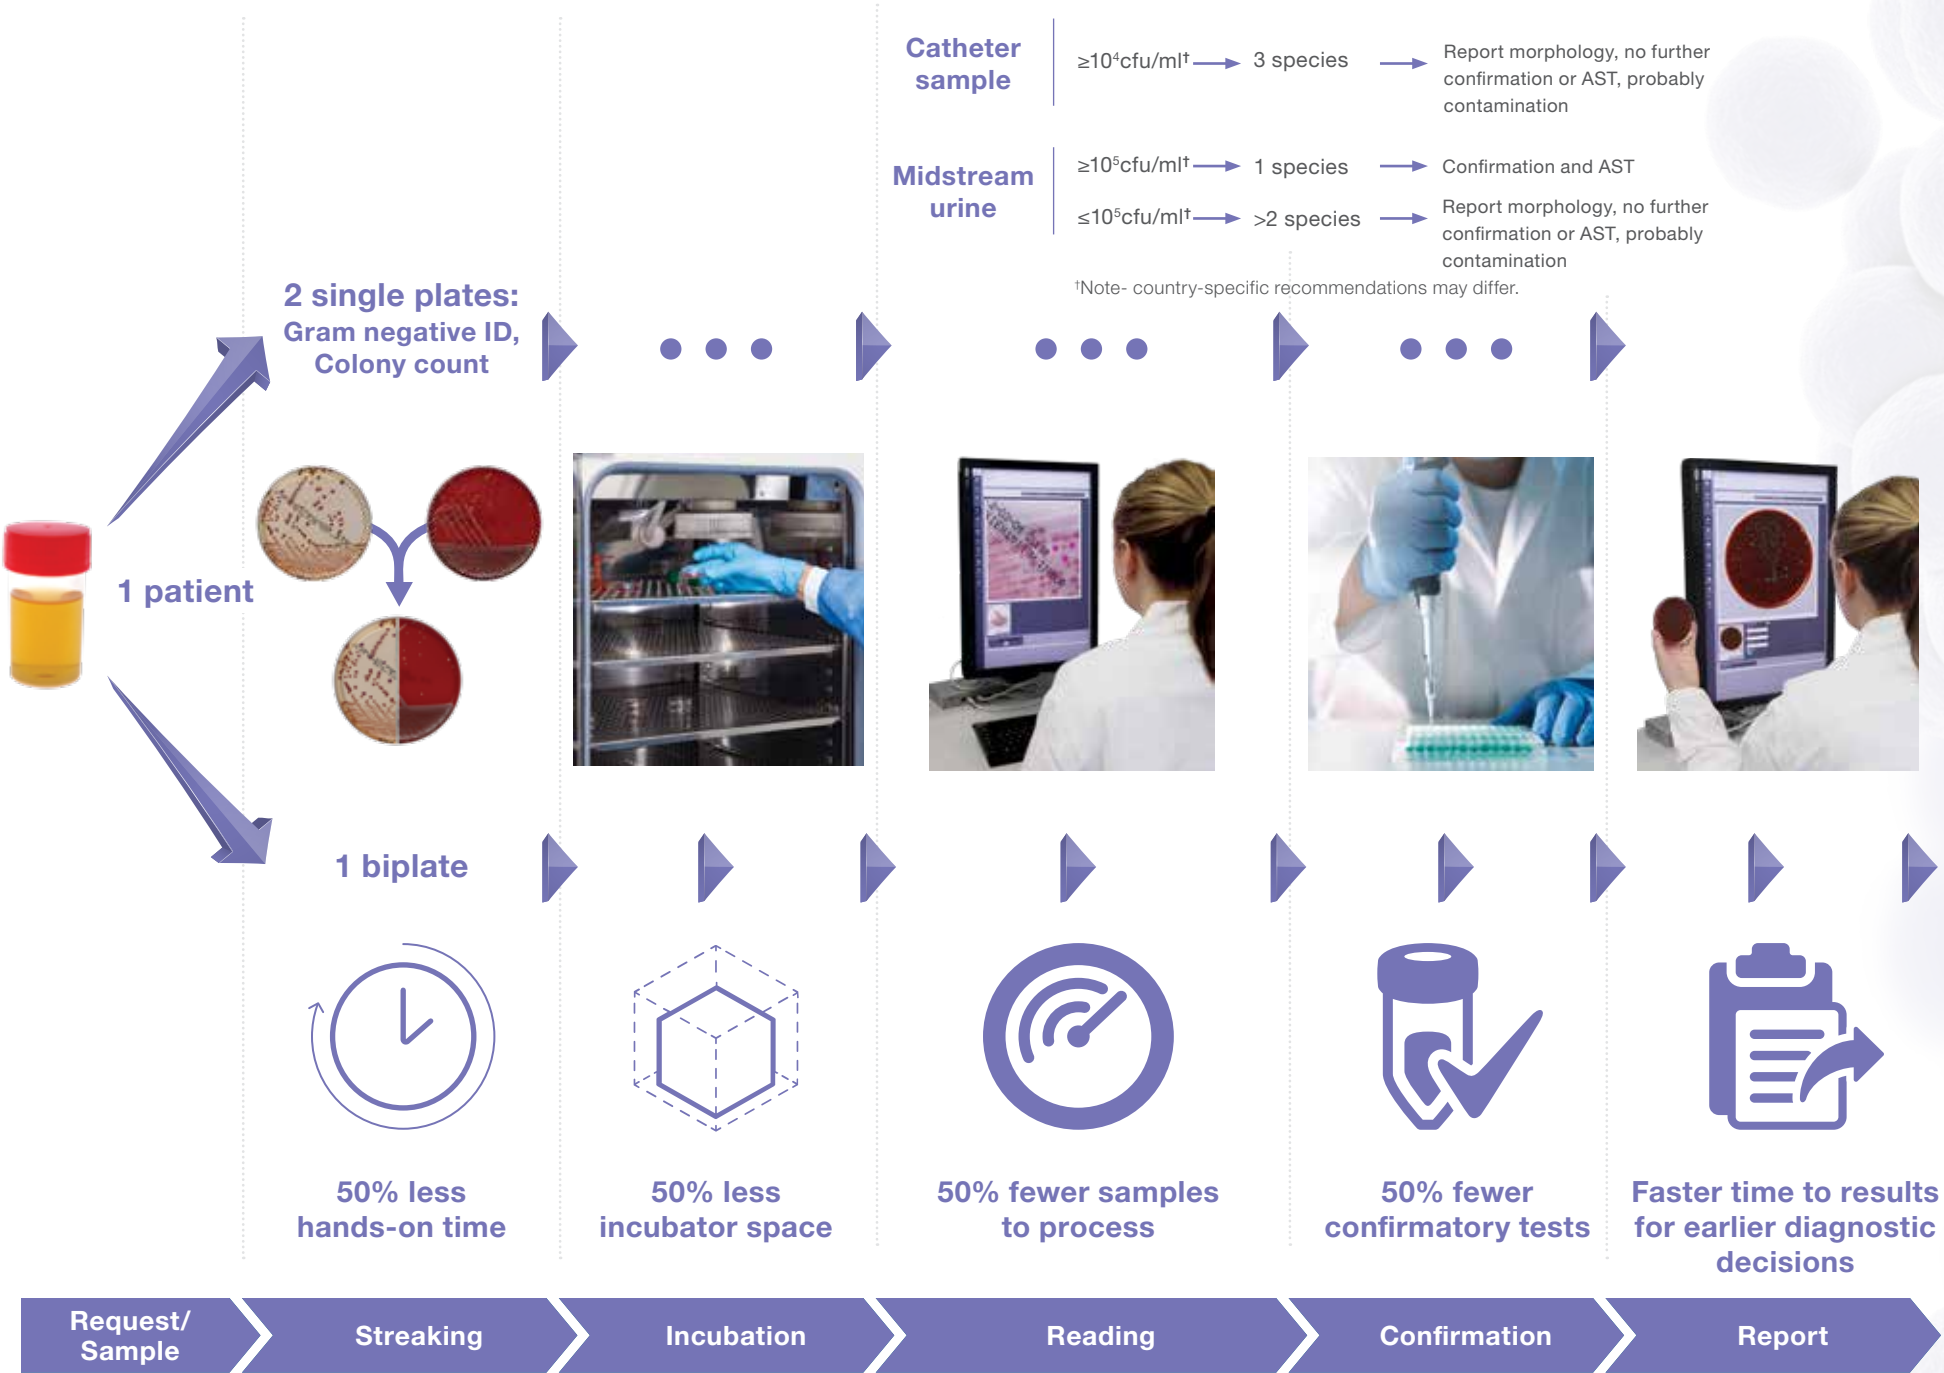 Catheter
sample
≥10⁴cfu/ml† 3 species
Report morphology, no further
confirmation or AST, probably
contamination
Midstream
urine
≥10⁵cfu/ml† 1 species Confirmation and AST
≤10⁵cfu/ml† >2 species
Report morphology, no further
confirmation or AST, probably
contamination
†Note- country-specific recommendations may differ.
2 single plates:
Gram negative ID,
Colony count
1 patient
1 biplate
50% less
hands-on time
50% less
incubator space
50% fewer samples
to process
50% fewer
confirmatory tests
Faster time to results
for earlier diagnostic
decisions
Request/
Sample
Streaking
Incubation
Reading
Confirmation
Report